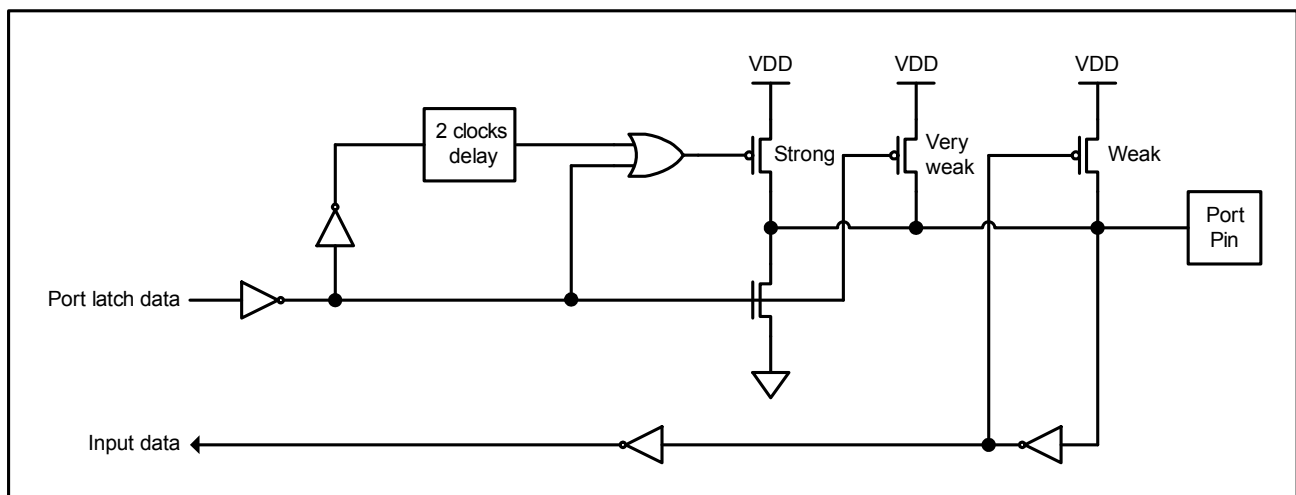 VDD
VDD
VDD
2 clocks
delay
Strong
Very
weak
Weak
Port
Pin
Port latch data
Input data